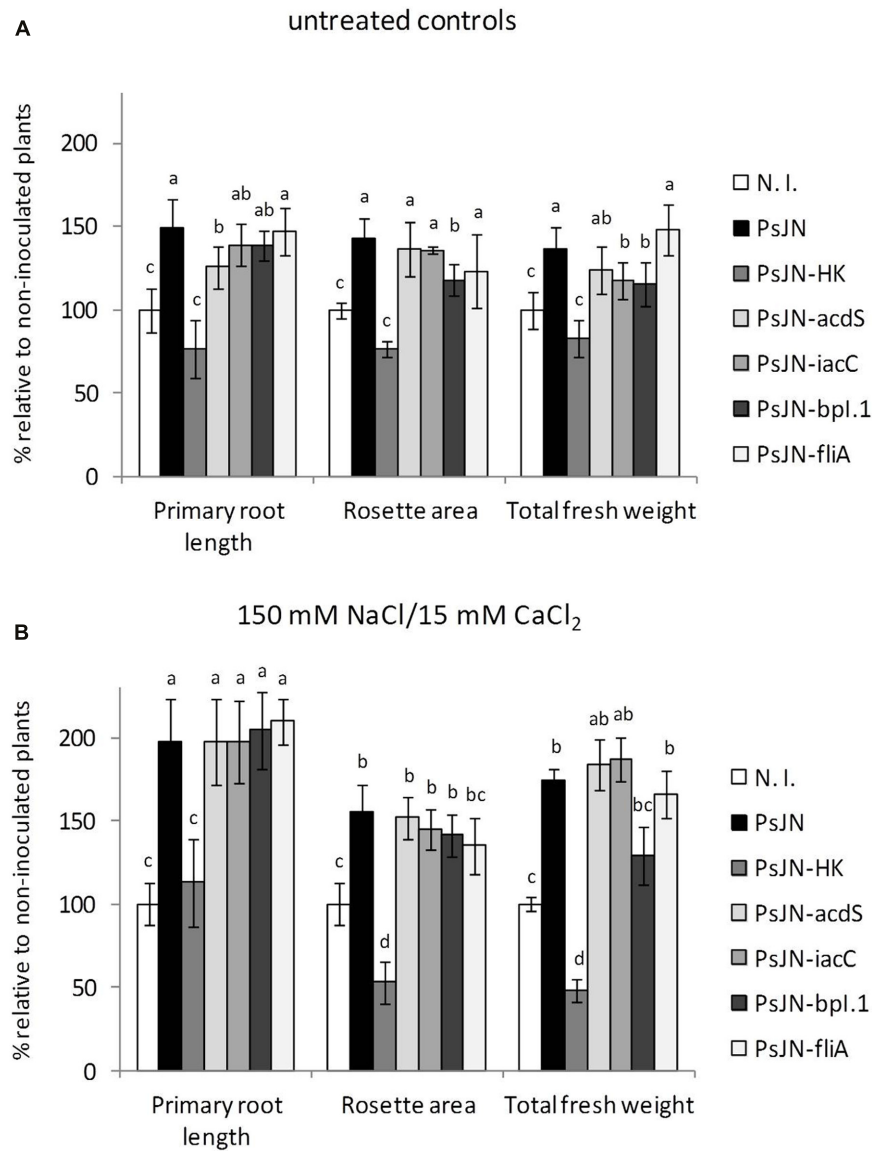 A
untreated controls
% relative to non-inoculated plants
200
150
100
50
0
c a c b ab ab a
c a c a a b a
c a c ab b b a
Primary root length
Rosette area
Total fresh weight
N. I.
PsJN
PsJN-HK
PsJN-acdS
PsJN-iacC
PsJN-bpI.1
PsJN-fliA
B
150 mM NaCl/15 mM CaCl₂
% relative to non-inoculated plants
200
150
100
50
0
c a c a a a a
c b d b b b bc
c b d ab ab bc b
Primary root length
Rosette area
Total fresh weight
N. I.
PsJN
PsJN-HK
PsJN-acdS
PsJN-iacC
PsJN-bpI.1
PsJN-fliA